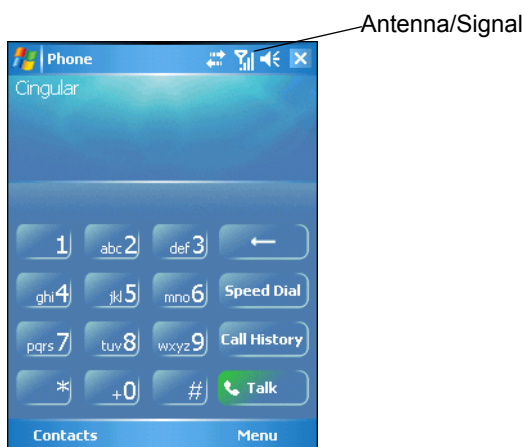 Antenna/Signal
Phone
Cingular
1 abc2 def3 ←
ghi4 jkl5 mno6 Speed Dial
pqrs7 tuv8 wxyz9 Call History
* +0 # Talk
Contacts Menu